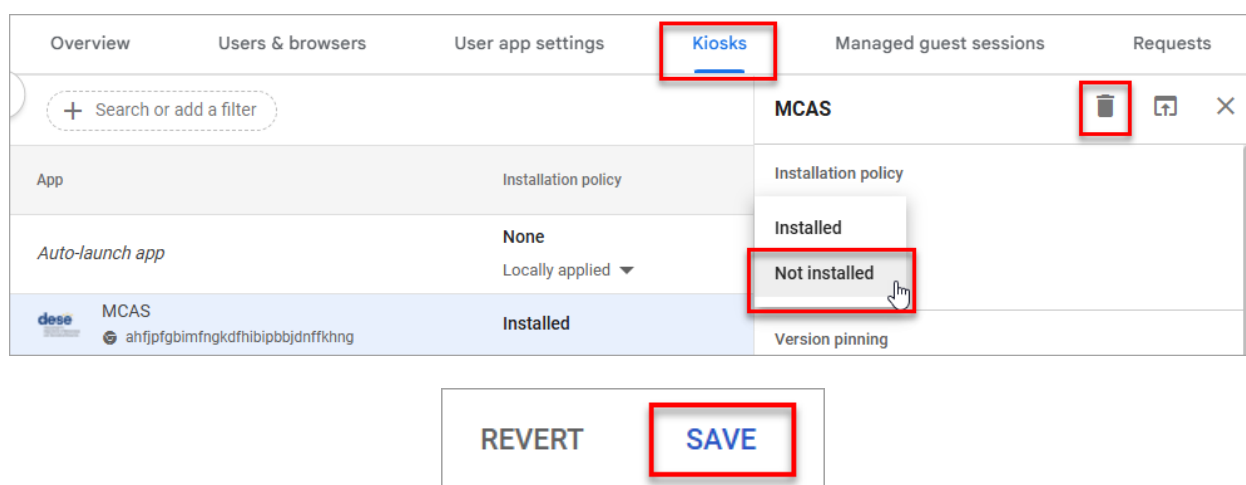 Overview Users & browsers User app settings Kiosks Managed guest sessions Requests
+ Search or add a filter
MCAS
App Installation policy
Installation policy
Installed
Not installed
Auto-launch app
None
Locally applied
dese
MCAS
ahfjpfgbimfngkdfhibipbbjdnffkhng
Installed
Version pinning
REVERT SAVE